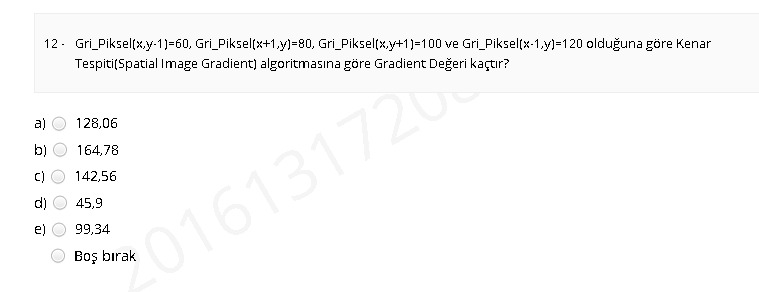 12 - Gri_Piksel(x,y-1)=60, Gri_Piksel(x+1,y)=80, Gri_Piksel(x,y+1)=100 ve Gri_Piksel(x-1,y)=120 olduğuna göre Kenar
Tespiti(Spatial Image Gradient) algoritmasına göre Gradient Değeri kaçtır?
a) 128,06
b) 164,78
c) 142,56
d) 45,9
e) 99,34
Boş bırak